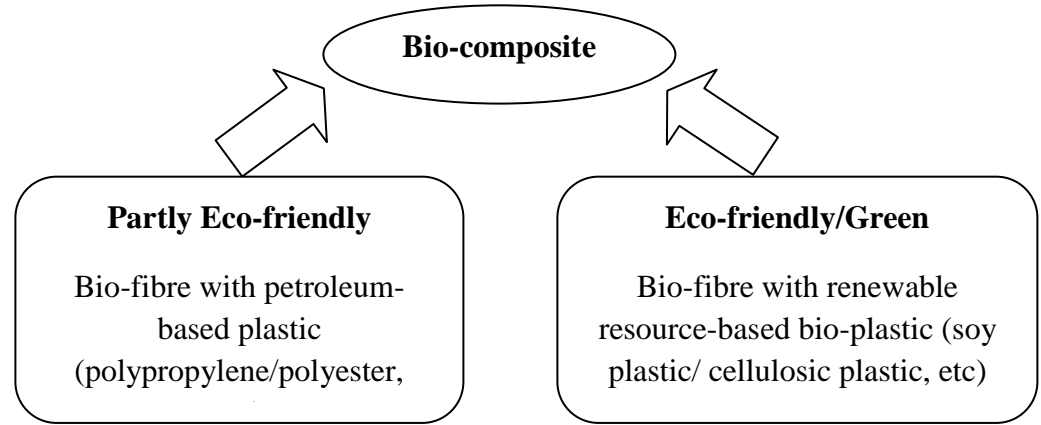 Bio-composite
Partly Eco-friendly
Bio-fibre with petroleum-
based plastic
(polypropylene/polyester,
Eco-friendly/Green
Bio-fibre with renewable
resource-based bio-plastic (soy
plastic/ cellulosic plastic, etc)